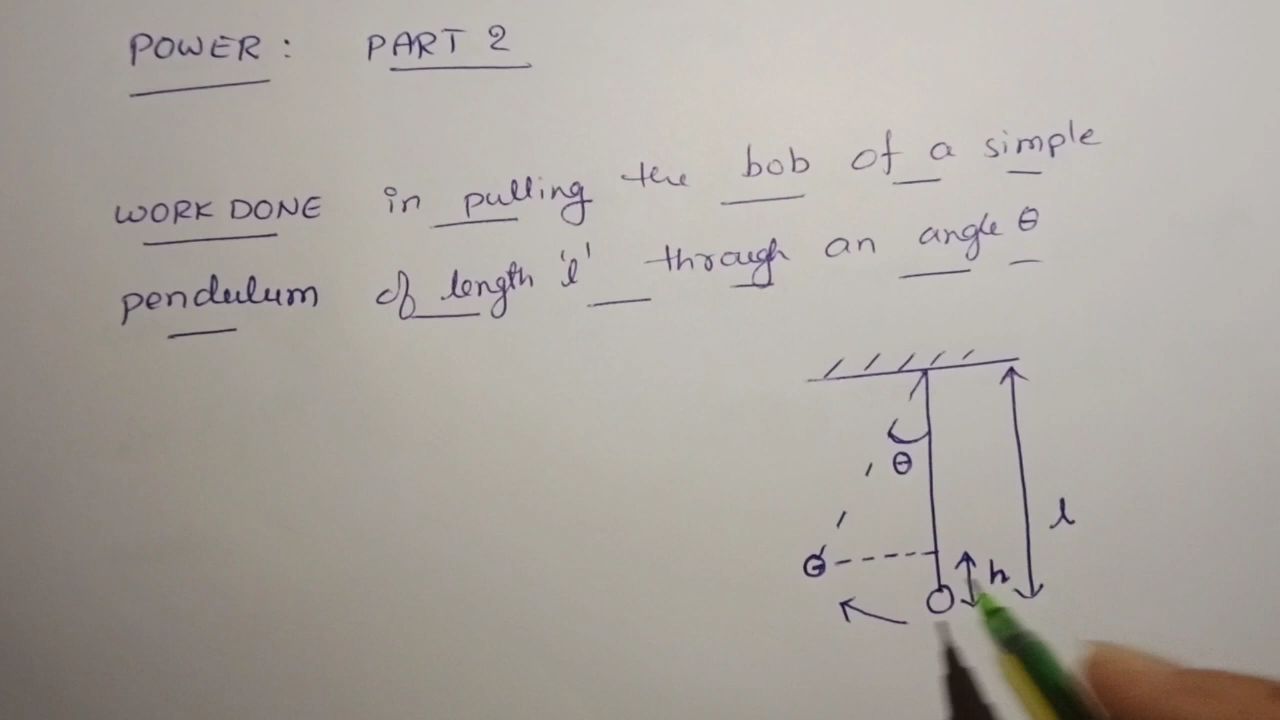 POWER: PART 2
WORK DONE in pulling the bob of a simple
pendulum of length 'l' through an angle θ
θ
l
h